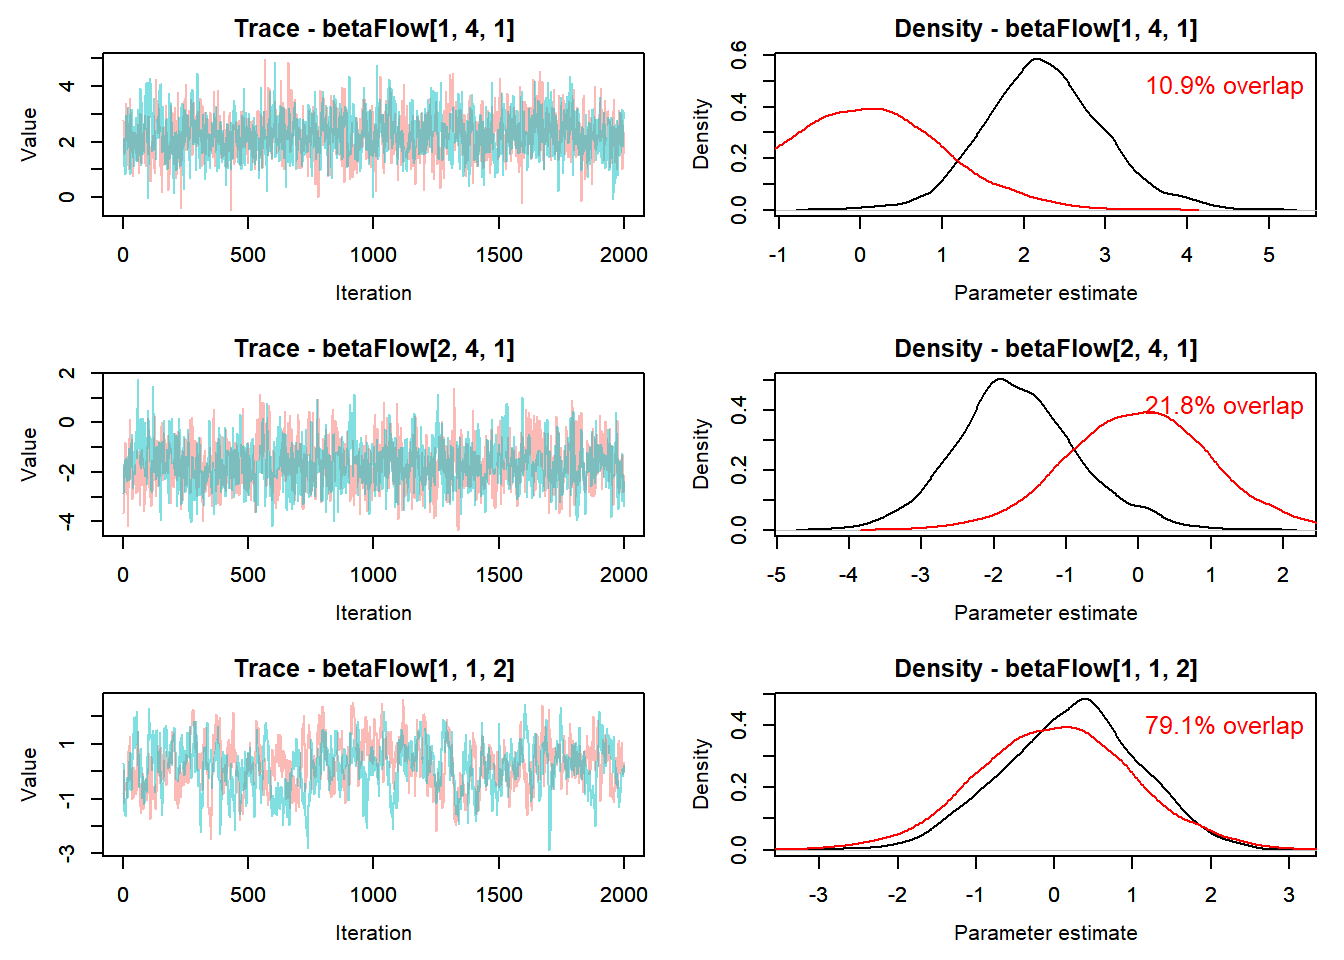 Trace - betaFlow[1, 4, 1]
Value
0 2 4
0 500 1000 1500 2000
Iteration
Density - betaFlow[1, 4, 1]
Density
0.0 0.2 0.4 0.6
10.9% overlap
-1 0 1 2 3 4 5
Parameter estimate
Trace - betaFlow[2, 4, 1]
Value
-4 -2 0 2
0 500 1000 1500 2000
Iteration
Density - betaFlow[2, 4, 1]
Density
0.0 0.2 0.4
21.8% overlap
-5 -4 -3 -2 -1 0 1 2
Parameter estimate
Trace - betaFlow[1, 1, 2]
Value
-3 -1 1
0 500 1000 1500 2000
Iteration
Density - betaFlow[1, 1, 2]
Density
0.0 0.2 0.4
79.1% overlap
-3 -2 -1 0 1 2 3
Parameter estimate